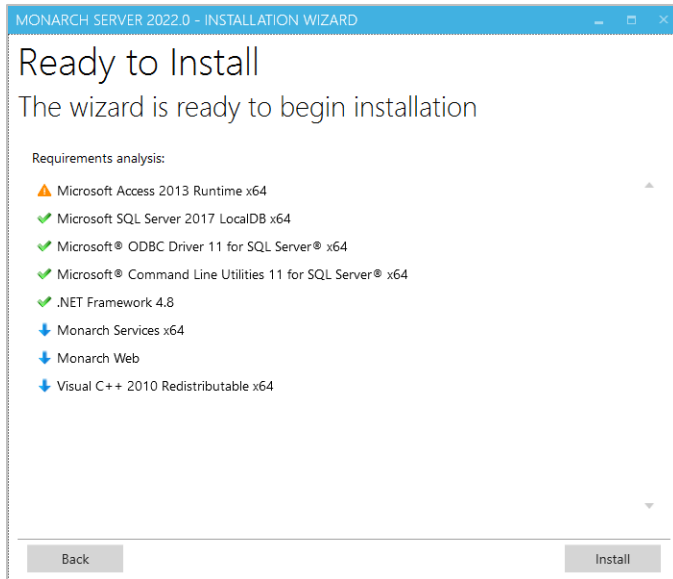 MONARCH SERVER 2022.0 - INSTALLATION WIZARD
Ready to Install
The wizard is ready to begin installation
Requirements analysis:
Microsoft Access 2013 Runtime x64
Microsoft SQL Server 2017 LocalDB x64
Microsoft® ODBC Driver 11 for SQL Server® x64
Microsoft® Command Line Utilities 11 for SQL Server® x64
.NET Framework 4.8
Monarch Services x64
Monarch Web
Visual C++ 2010 Redistributable x64
Back Install